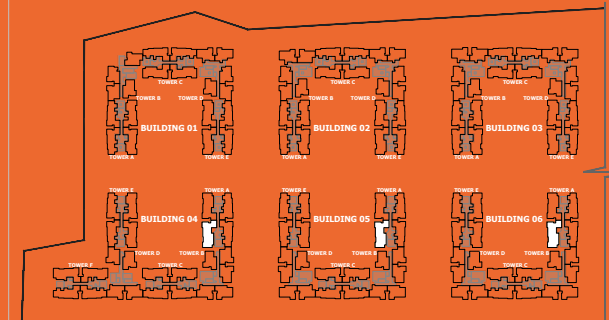 TOWER C TOWER C TOWER C
TOWER B TOWER D TOWER B TOWER D TOWER B TOWER D
BUILDING 01 BUILDING 02 BUILDING 03
TOWER A TOWER E TOWER A TOWER E TOWER A TOWER E
TOWER E TOWER A TOWER E TOWER A TOWER E TOWER A
BUILDING 04 BUILDING 05 BUILDING 06
TOWER D TOWER B TOWER D TOWER B TOWER D TOWER B
TOWER F TOWER C TOWER C TOWER C